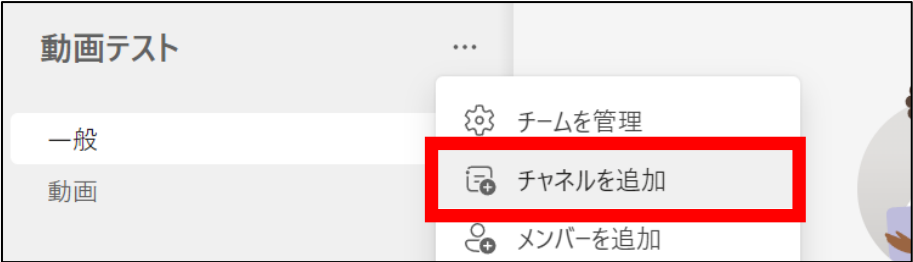 動画テスト
…
一般
動画
チームを管理
チャネルを追加
メンバーを追加